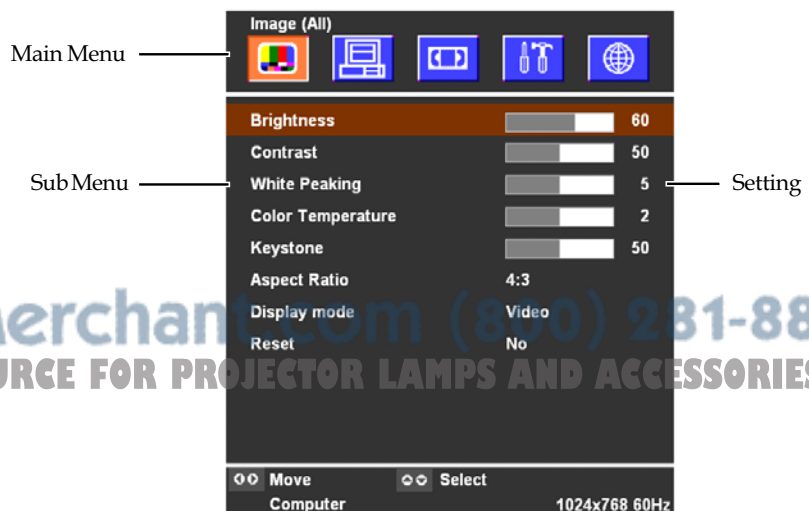 Image (All)
Main Menu
Brightness 60
Contrast 50
Sub Menu White Peaking 5 Setting
Color Temperature 2
Keystone 50
Aspect Ratio 4:3
Display mode Video
Reset No
erchant.com (800) 281-88
URCE FOR PROJECTOR LAMPS AND ACCESSORIES
Move Select
Computer 1024x768 60Hz